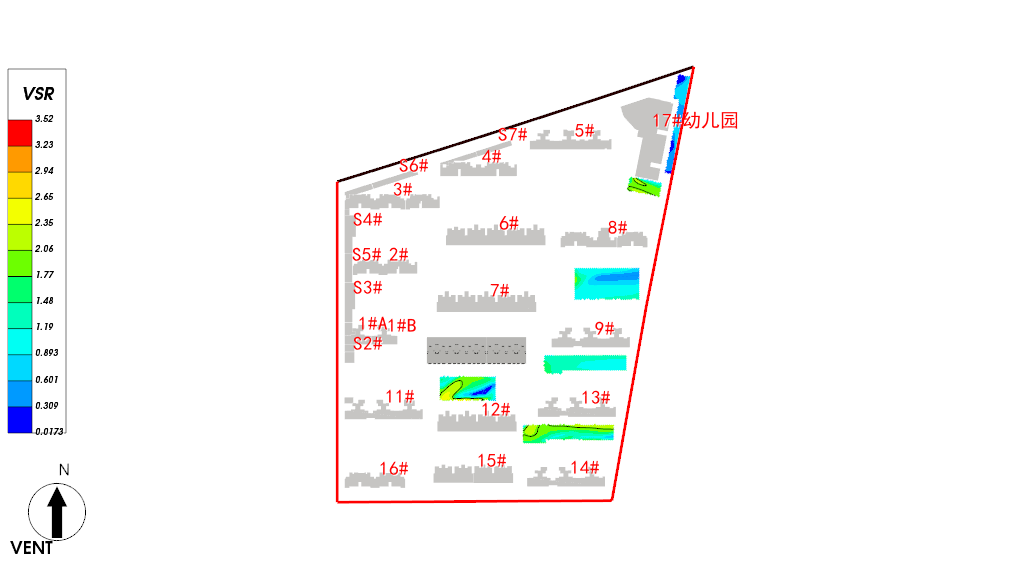 VSR
3.52
3.23
2.94
2.65
2.35
2.06
1.77
1.48
1.19
0.893
0.601
0.309
0.0173
N
VENT
17#幼儿园
S7#
5#
S6#
4#
3#
S4#
6#
8#
S5# 2#
S3#
7#
1#A1#B
9#
S2#
11#
13#
12#
16#
15#
14#